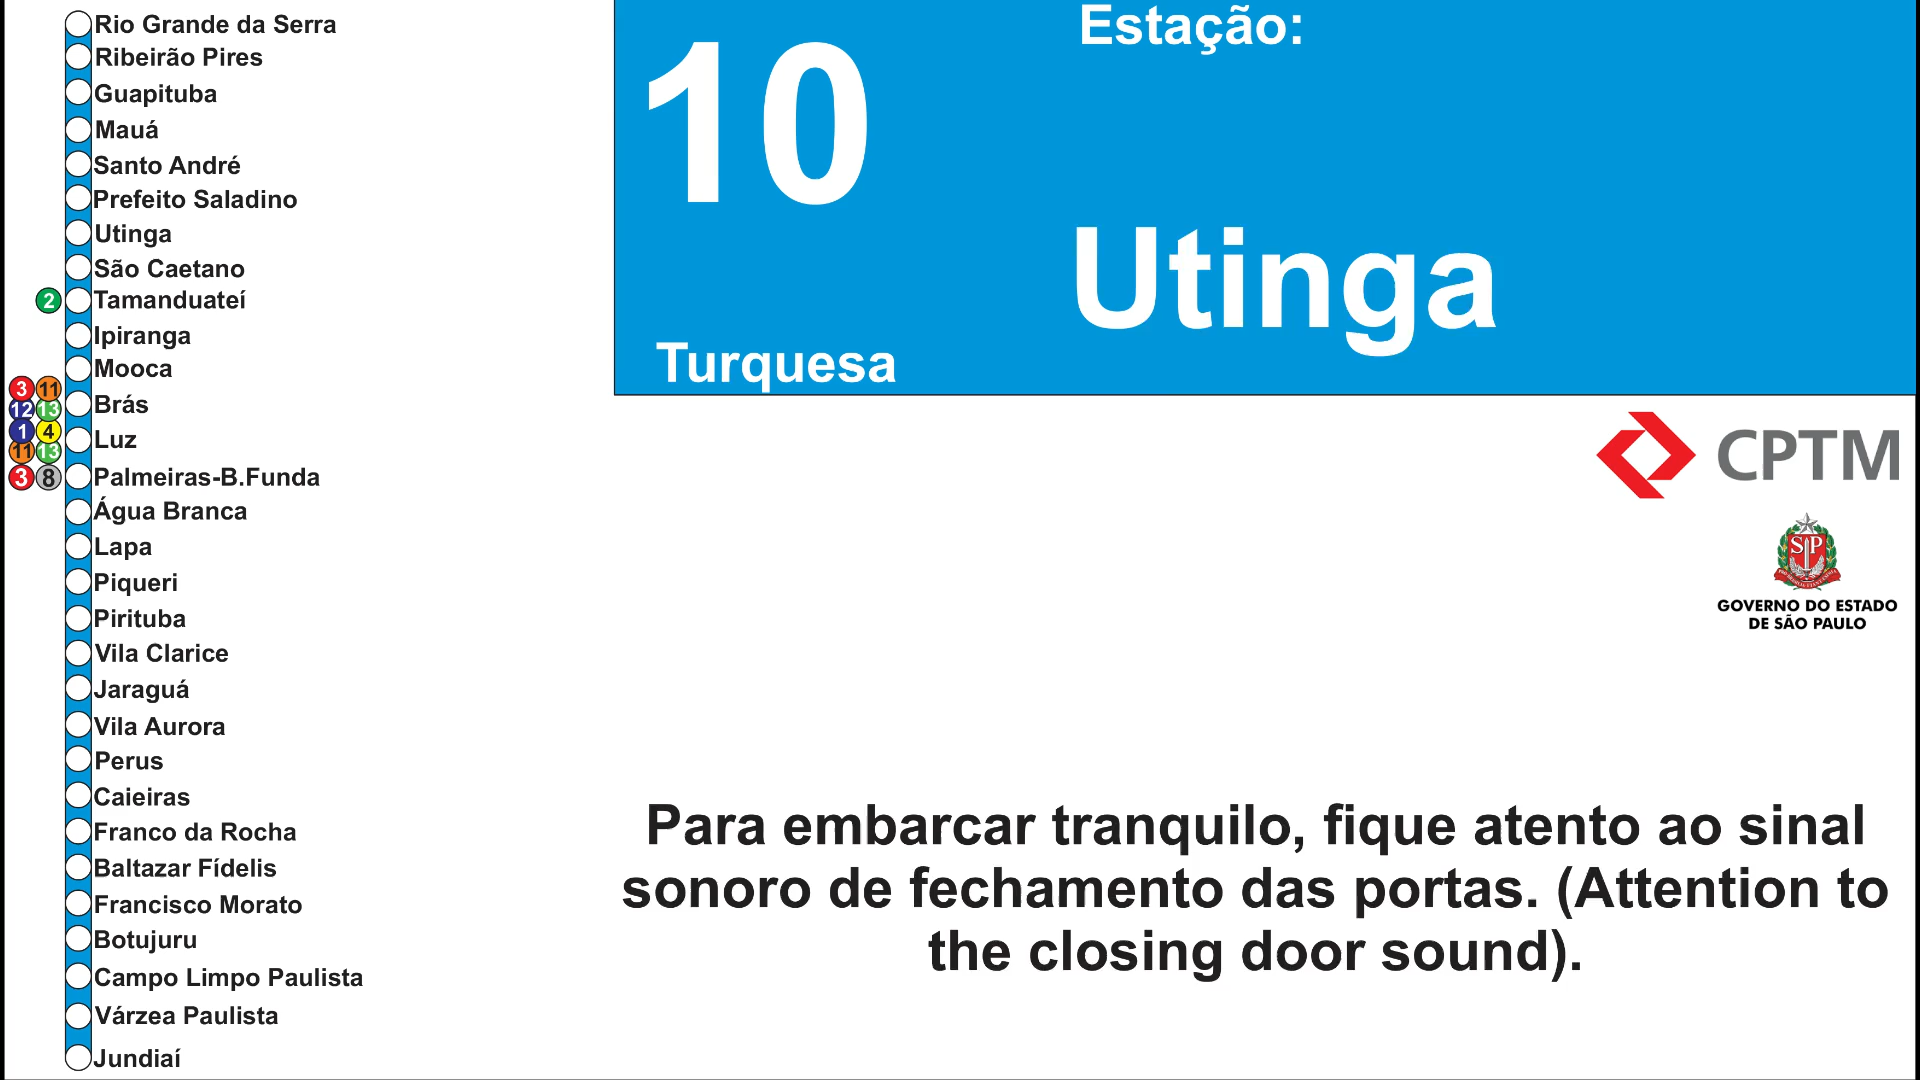 Rio Grande da Serra
Ribeirão Pires
Guapituba
Mauá
Santo André
Prefeito Saladino
Utinga
São Caetano
2 Tamanduateí
Ipiranga
Mooca
3 11
Brás
12 13
1 4
Luz
11 13
3 8 Palmeiras-B.Funda
Água Branca
Lapa
Piqueri
Pirituba
Vila Clarice
Jaraguá
Vila Aurora
Perus
Caieiras
Franco da Rocha
Baltazar Fídelis
Francisco Morato
Botujuru
Campo Limpo Paulista
Várzea Paulista
Jundiaí
10
Turquesa
Estação:
Utinga
CPTM
SP
GOVERNO DO ESTADO
DE SÃO PAULO
Para embarcar tranquilo, fique atento ao sinal
sonoro de fechamento das portas. (Attention to
the closing door sound).